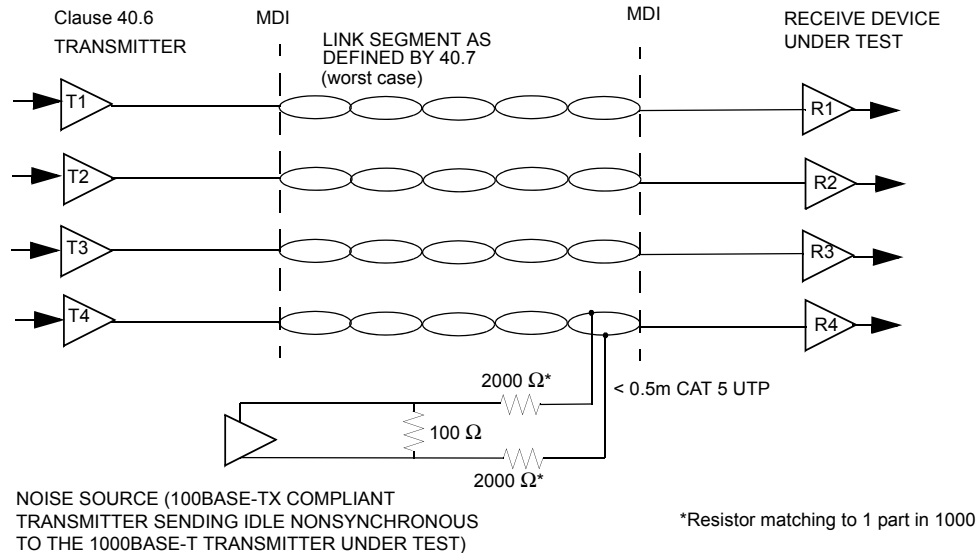 Clause 40.6
TRANSMITTER
MDI
LINK SEGMENT AS
DEFINED BY 40.7
(worst case)
MDI
RECEIVE DEVICE
UNDER TEST
T1
R1
T2
R2
T3
R3
T4
R4
2000 Ω*
< 0.5m CAT 5 UTP
100 Ω
2000 Ω*
NOISE SOURCE (100BASE-TX COMPLIANT
TRANSMITTER SENDING IDLE NONSYNCHRONOUS
TO THE 1000BASE-T TRANSMITTER UNDER TEST)
*Resistor matching to 1 part in 1000